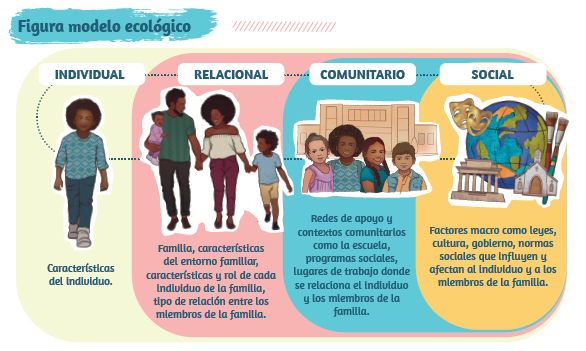 Figura modelo ecológico
INDIVIDUAL
RELACIONAL
COMUNITARIO
SOCIAL
Características
del individuo.
Familia, características
del entorno familiar,
características y rol de cada
individuo de la familia,
tipo de relación entre los
miembros de la familia.
Redes de apoyo y
contextos comunitarios
como la escuela,
programas sociales,
lugares de trabajo donde
se relaciona el individuo
y los miembros de la
familia.
Factores macro como leyes,
cultura, gobierno, normas
sociales que influyen y
afectan al individuo y a los
miembros de la familia.